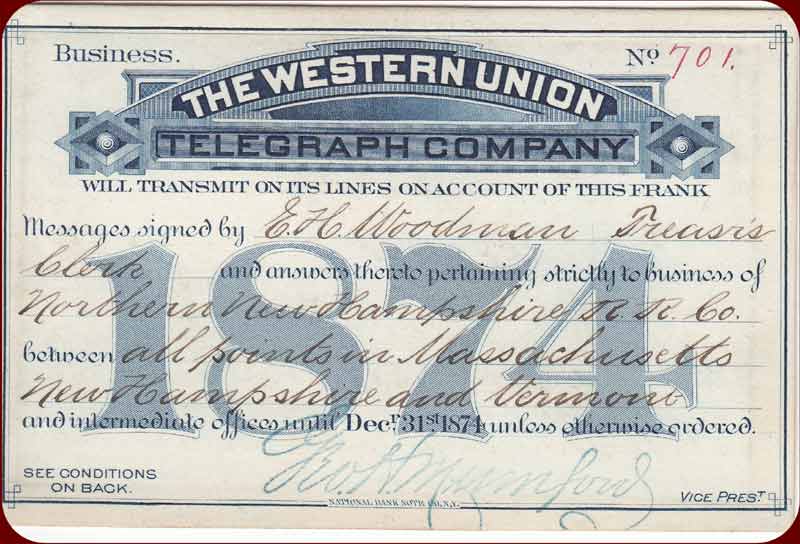 Business.
No. 701.
THE WESTERN UNION
TELEGRAPH COMPANY
WILL TRANSMIT ON ITS LINES ON ACCOUNT OF THIS FRANK
Messages signed by E. H. Woodman Treas's
Clerk and answers thereto pertaining strictly to business of
Northern New Hampshire R. R. Co.
between all points in Massachusetts
New Hampshire and Vermont
and intermediate offices until Decr. 31st 1874 unless otherwise ordered.
1874
Geo. H. Mumford
SEE CONDITIONS
ON BACK.
VICE PREST.
NATIONAL BANK NOTE CO. N.Y.